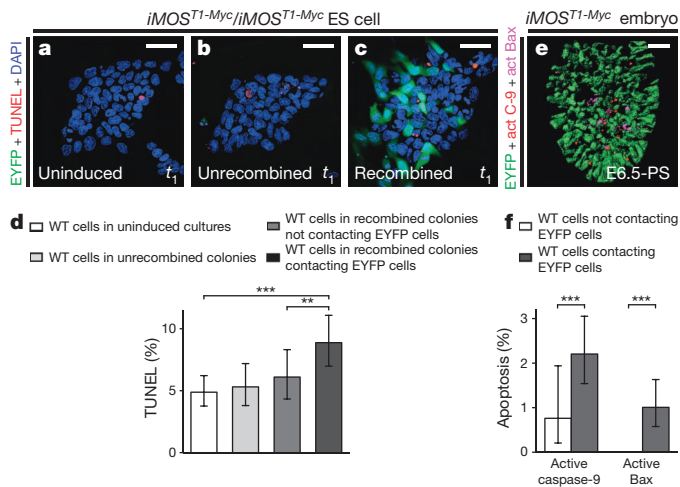 iMOS^T1-Myc/iMOS^T1-Myc ES cell
iMOS^T1-Myc embryo
EYFP + TUNEL + DAPI
a
Uninduced
t1
b
Unrecombined
t1
c
Recombined
t1
EYFP + act C-9 + act Bax
e
E6.5-PS
d
WT cells in uninduced cultures
WT cells in unrecombined colonies
WT cells in recombined colonies
not contacting EYFP cells
WT cells in recombined colonies
contacting EYFP cells
TUNEL (%)
10
5
0
***
**
f
WT cells not contacting
EYFP cells
WT cells contacting
EYFP cells
Apoptosis (%)
3
2
1
0
***
***
Active
caspase-9
Active
Bax